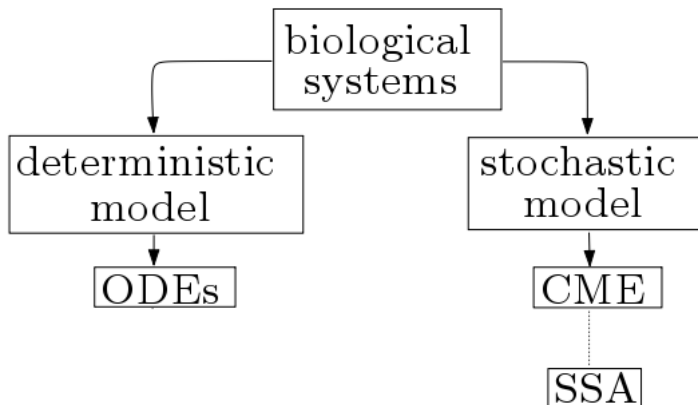 biological
systems
deterministic
model
stochastic
model
ODEs
CME
SSA